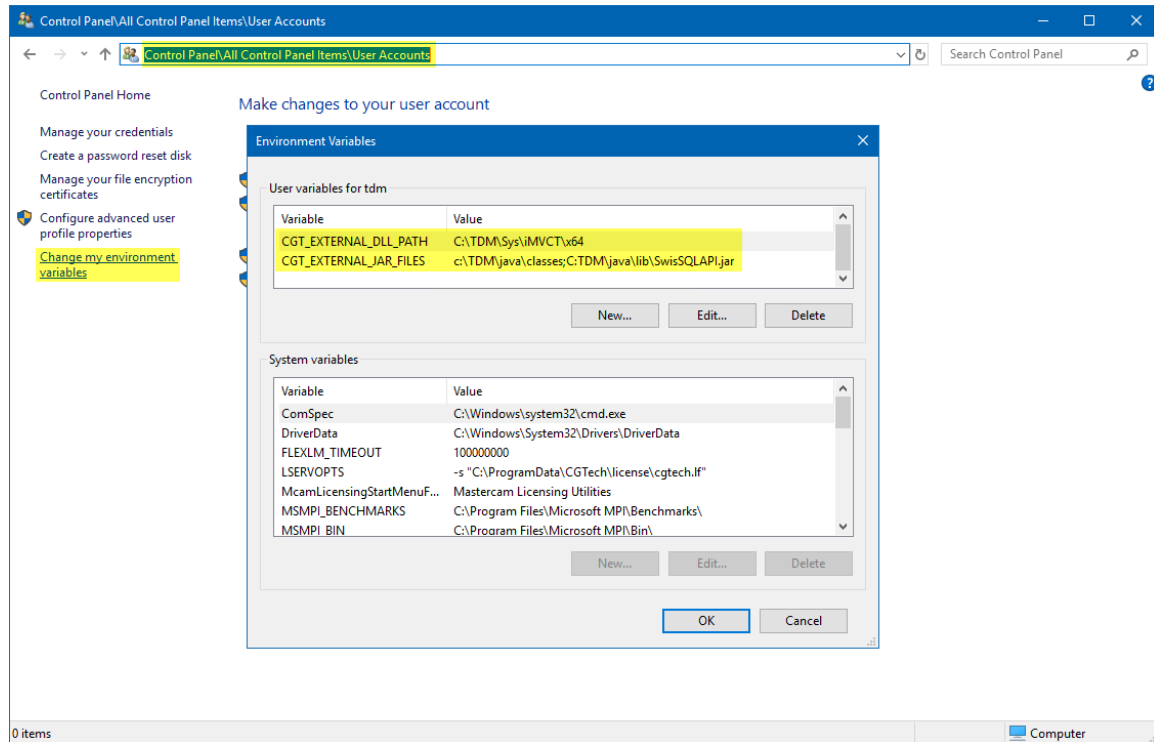 Control Panel\All Control Panel Items\User Accounts
Control Panel\All Control Panel Items\User Accounts
Search Control Panel
?
Control Panel Home
Make changes to your user account
Manage your credentials
Create a password reset disk
Manage your file encryption
certificates
Configure advanced user
profile properties
Change my environment
variables
Environment Variables
User variables for tdm
Variable Value
CGT_EXTERNAL_DLL_PATH C:\TDM\Sys\iMVCT\x64
CGT_EXTERNAL_JAR_FILES c:\TDM\java\classes;C:TDM\java\lib\SwisSQLAPI.jar
New... Edit... Delete
System variables
Variable Value
ComSpec C:\Windows\system32\cmd.exe
DriverData C:\Windows\System32\Drivers\DriverData
FLEXLM_TIMEOUT 100000000
LSERVOPTS -s "C:\ProgramData\CGTech\license\cgtech.lf"
McamLicensingStartMenuF... Mastercam Licensing Utilities
MSMPI_BENCHMARKS C:\Program Files\Microsoft MPI\Benchmarks\
MSMPI_BIN C:\Program Files\Microsoft MPI\Bin\
New... Edit... Delete
OK Cancel
0 items
Computer